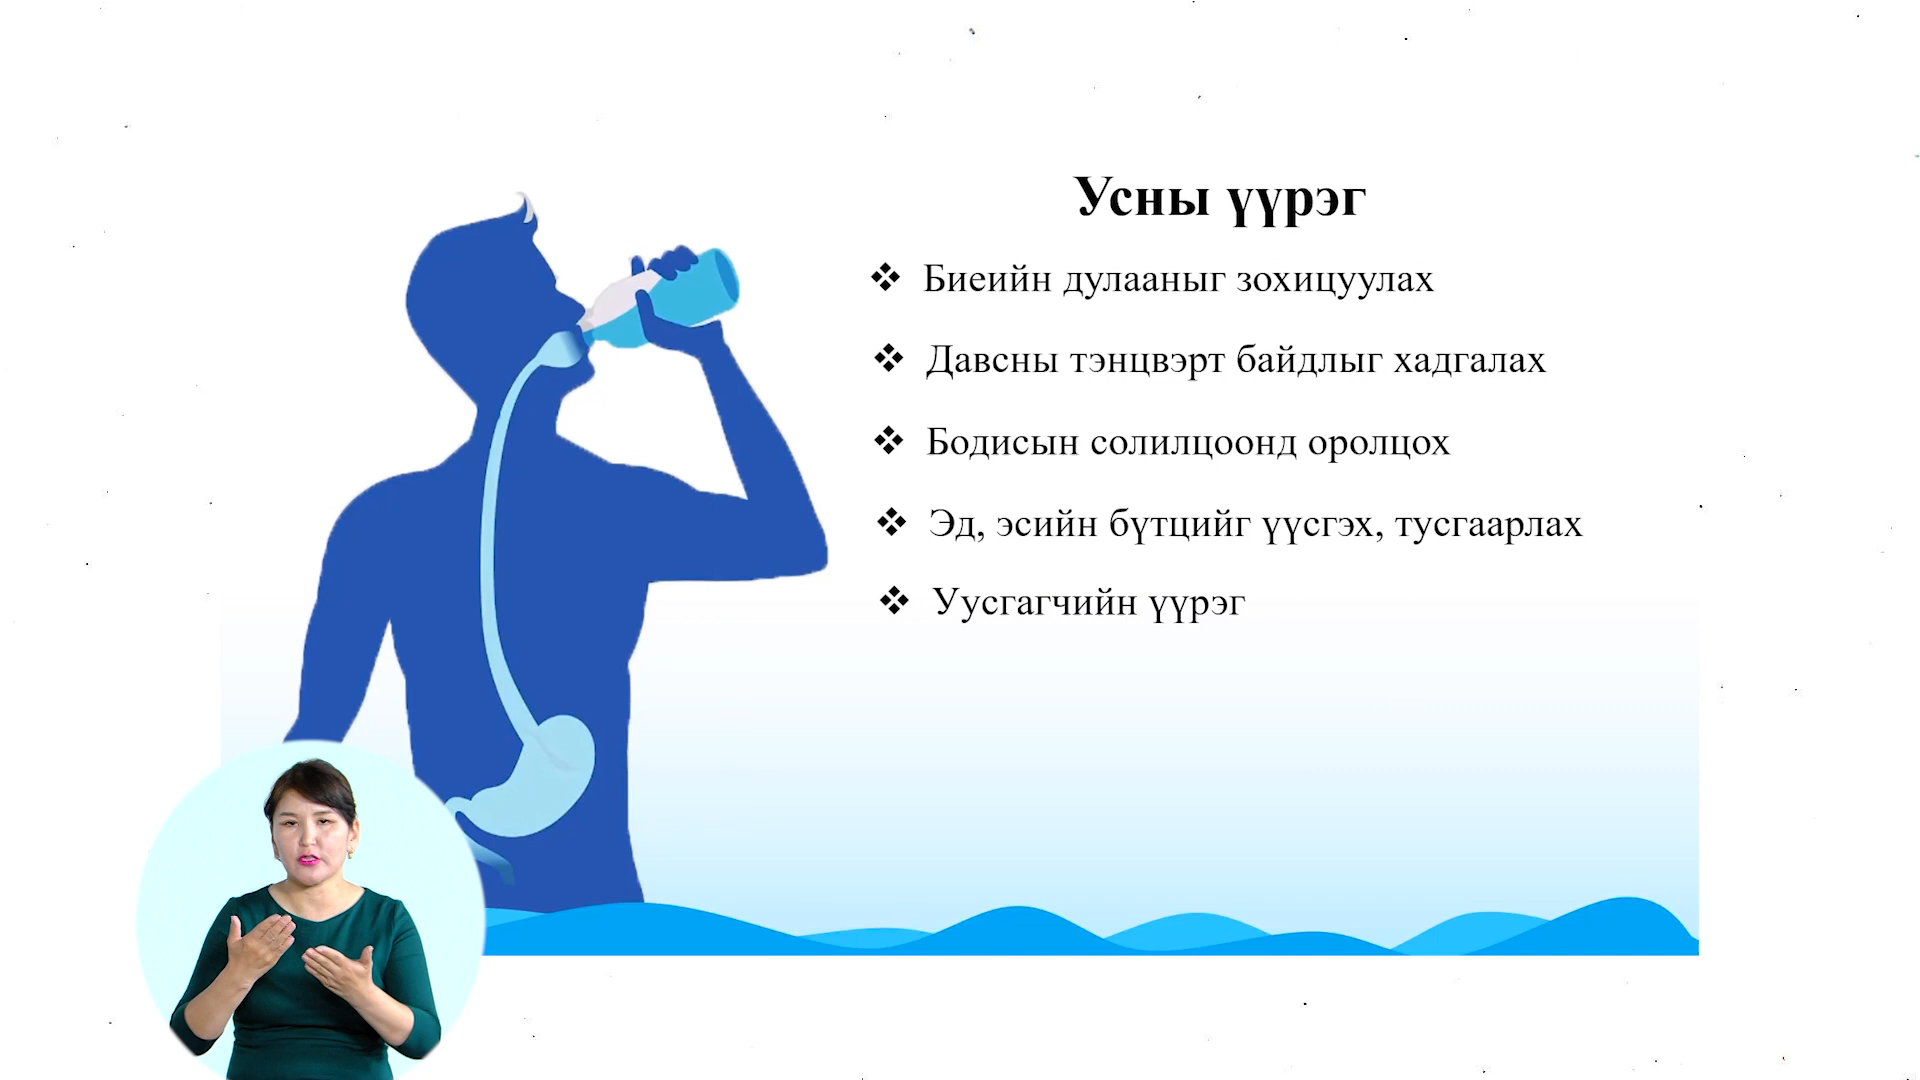 Усны үүрэг
❖ Биеийн дулааныг зохицуулах
❖ Давсны тэнцвэрт байдлыг хадгалах
❖ Бодисын солилцоонд оролцох
❖ Эд, эсийн бүтцийг үүсгэх, тусгаарлах
❖ Уусгагчийн үүрэг